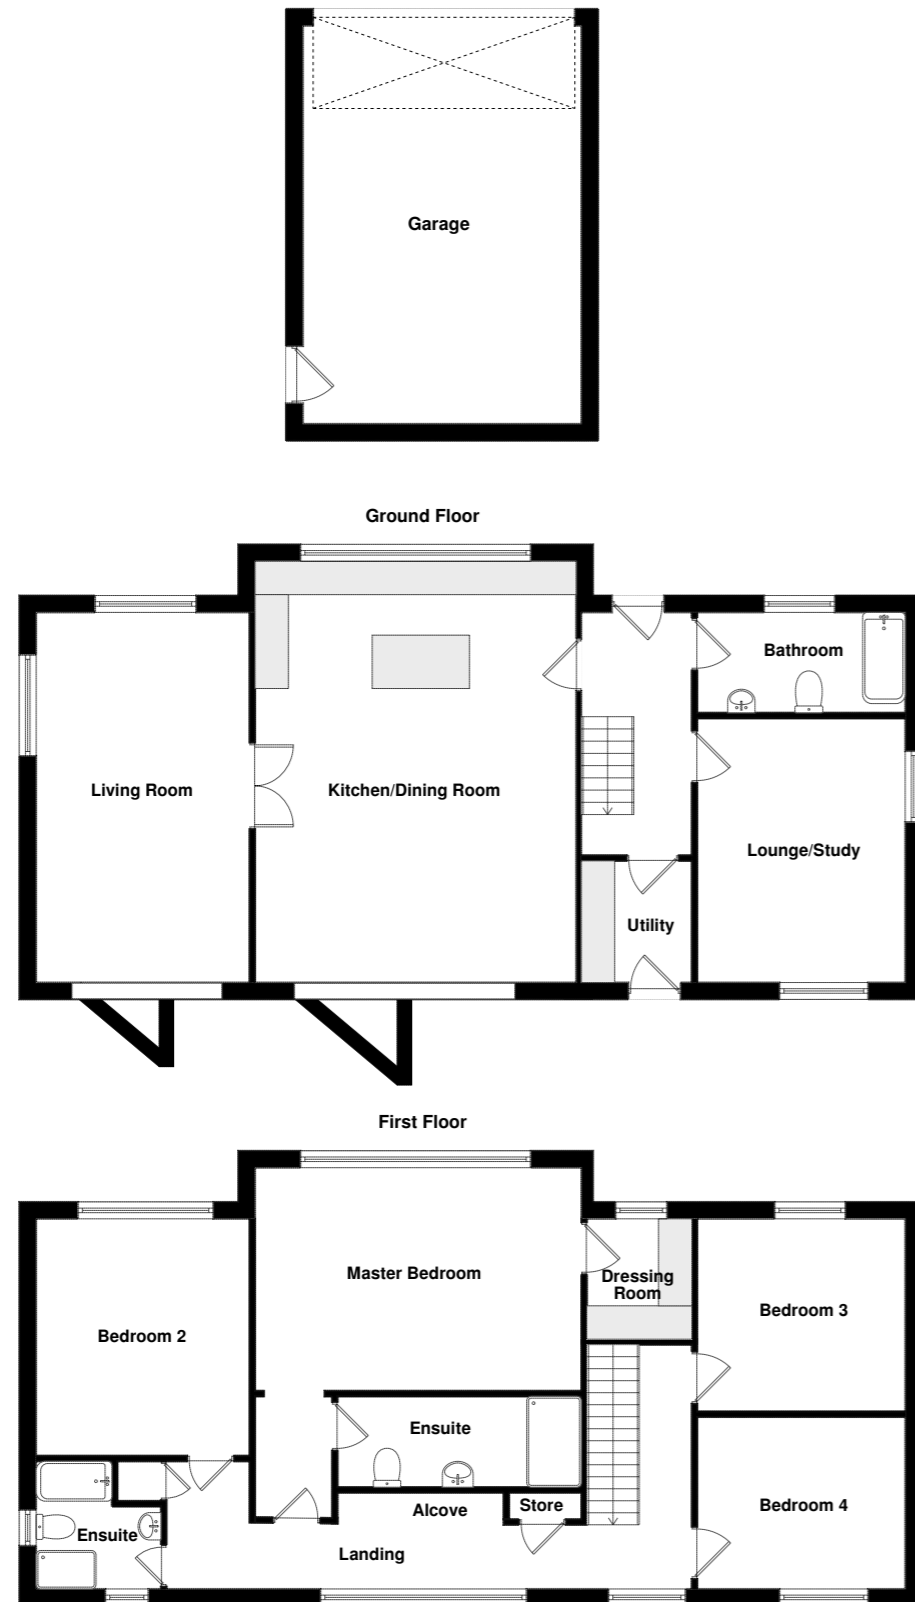 Garage
Ground Floor
Bathroom
Living Room
Kitchen/Dining Room
Lounge/Study
Utility
First Floor
Master Bedroom
Dressing
Room
Bedroom 3
Bedroom 2
Ensuite
Alcove
Store
Bedroom 4
Ensuite
Landing